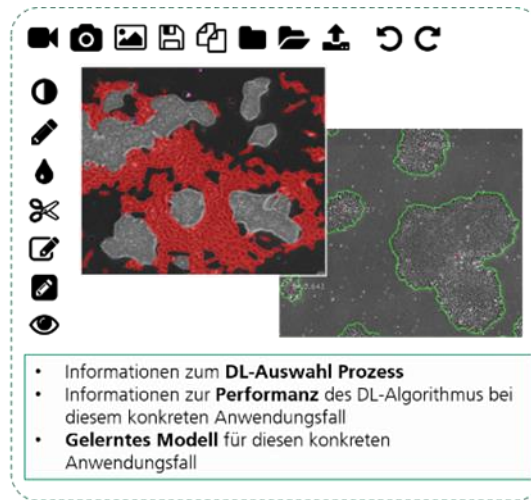 • Informationen zum DL-Auswahl Prozess
• Informationen zur Performanz des DL-Algorithmus bei
diesem konkreten Anwendungsfall
• Gelerntes Modell für diesen konkreten
Anwendungsfall